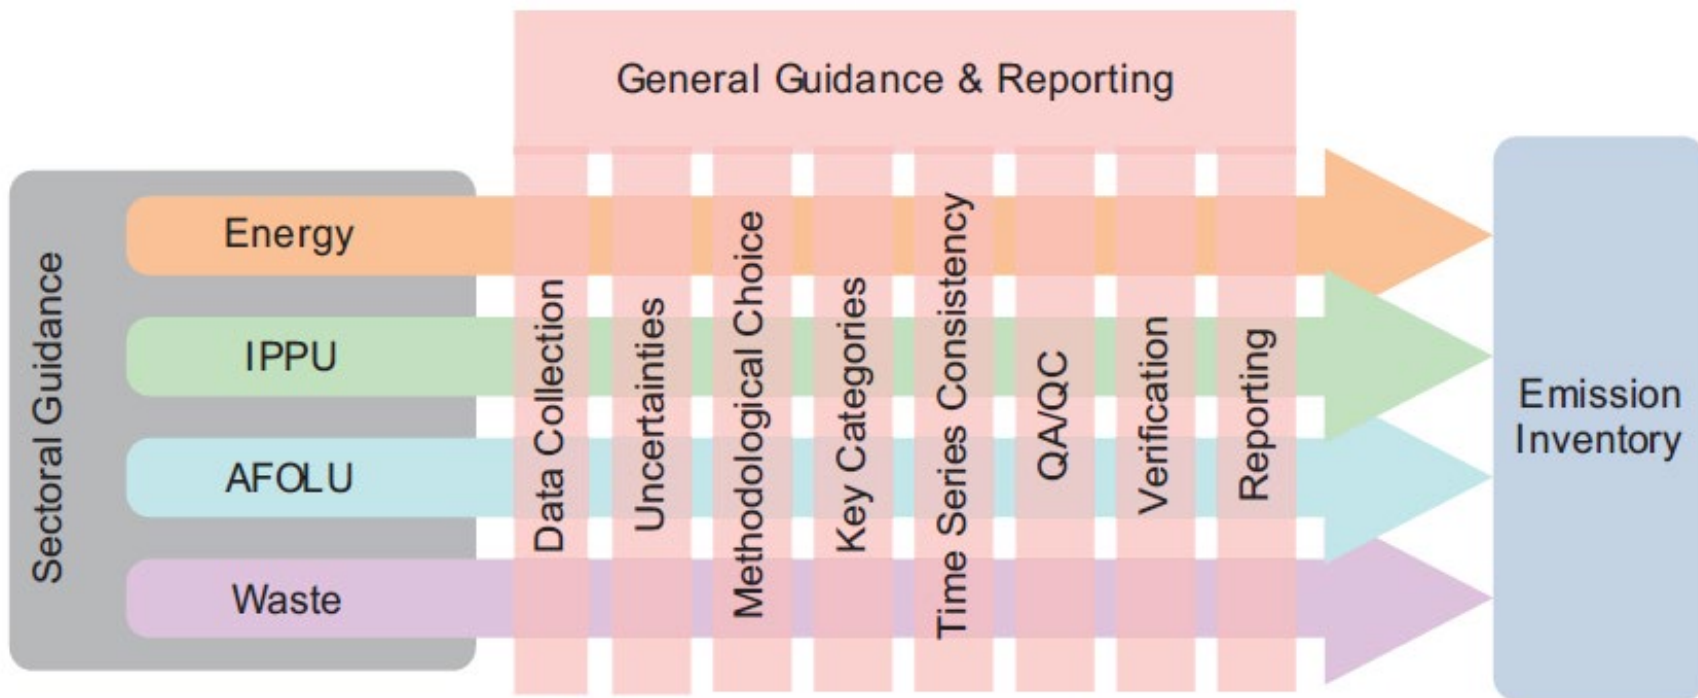 General Guidance & Reporting
Sectoral Guidance
Energy
IPPU
AFOLU
Waste
Data Collection
Uncertainties
Methodological Choice
Key Categories
Time Series Consistency
QA/QC
Verification
Reporting
Emission
Inventory